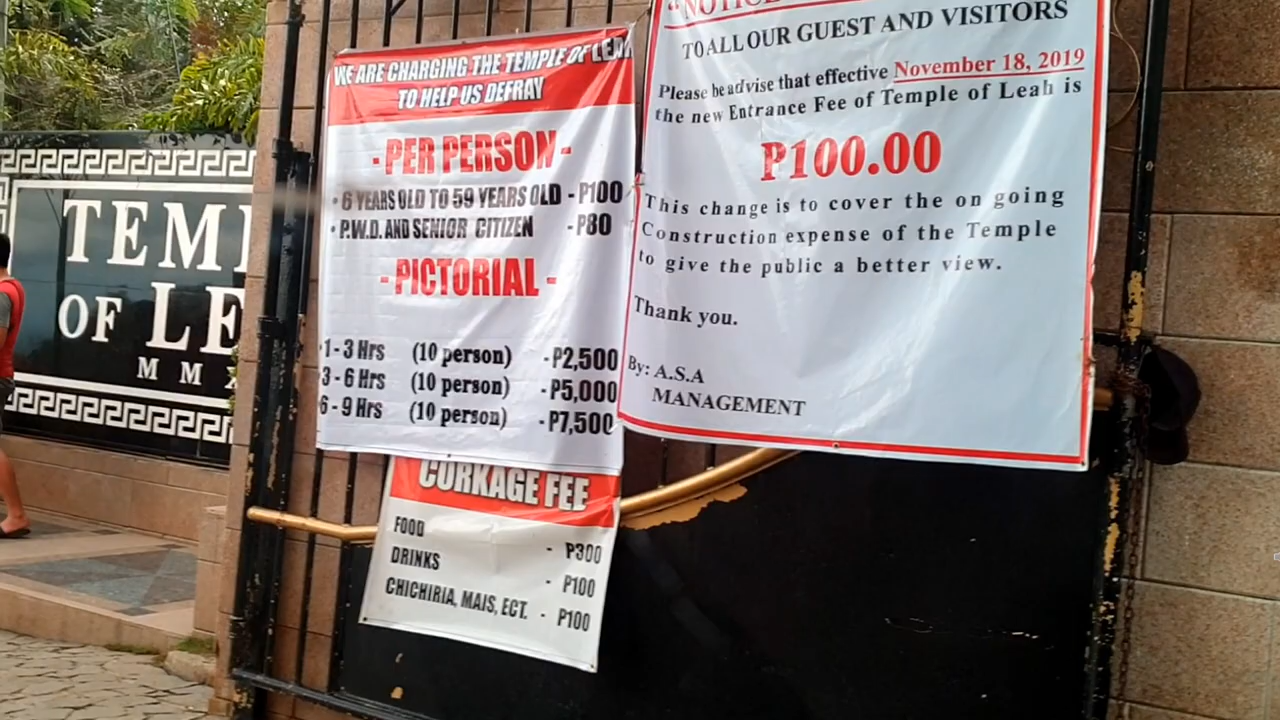 TEM
OF LE
M M
WE ARE CHARGING THE TEMPLE OF LEAH
TO HELP US DEFRAY
- PER PERSON -
• 6 YEARS OLD TO 59 YEARS OLD - P100
• P.W.D. AND SENIOR CITIZEN - P80
- PICTORIAL -
1 - 3 Hrs (10 person) - P2,500
3 - 6 Hrs (10 person) - P5,000
6 - 9 Hrs (10 person) - P7,500
CORKAGE FEE
FOOD - P300
DRINKS - P100
CHICHIRIA, MAIS, ECT. - P100
"NOTICE
TO ALL OUR GUEST AND VISITORS
Please be advise that effective November 18, 2019
the new Entrance Fee of Temple of Leah is
P100.00
This change is to cover the on going
Construction expense of the Temple
to give the public a better view.
Thank you.
By: A.S.A
MANAGEMENT